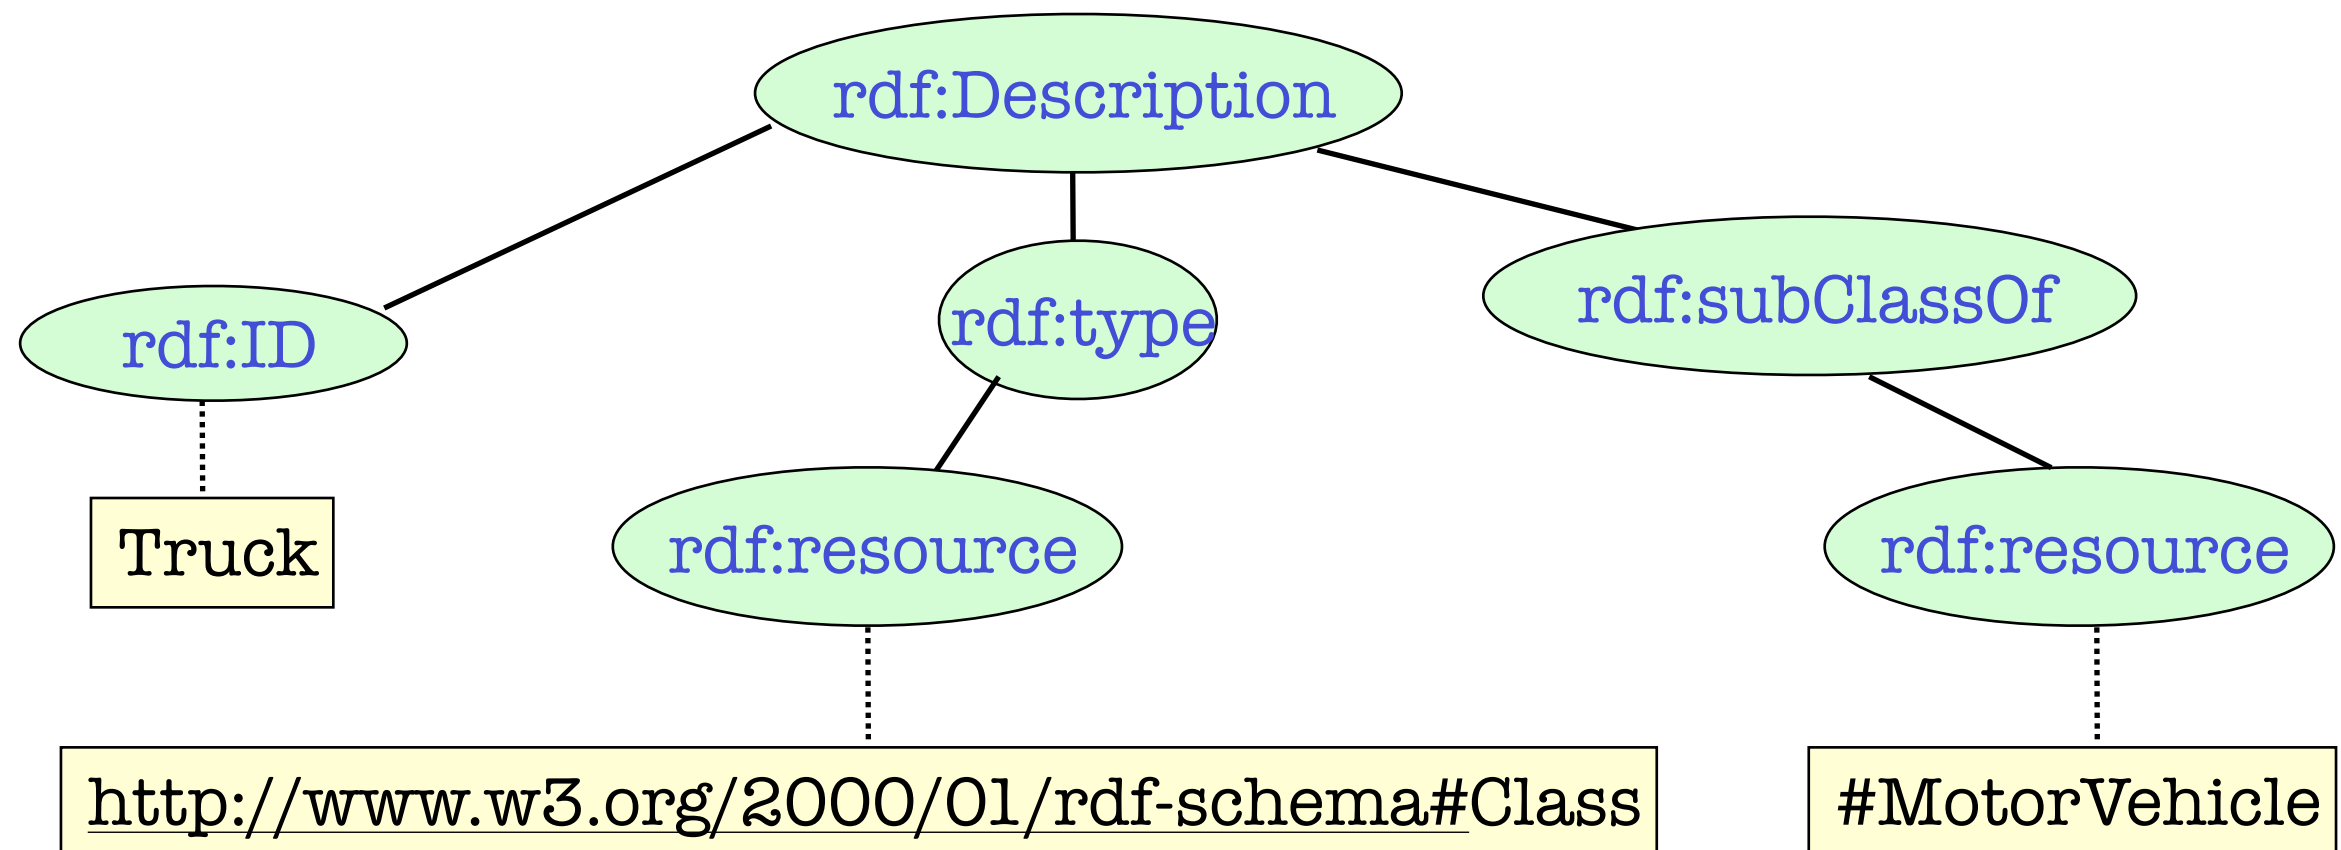 rdf:Description
rdf:ID
rdf:type
rdf:subClassOf
Truck
rdf:resource
rdf:resource
http://www.w3.org/2000/01/rdf-schema#Class
#MotorVehicle